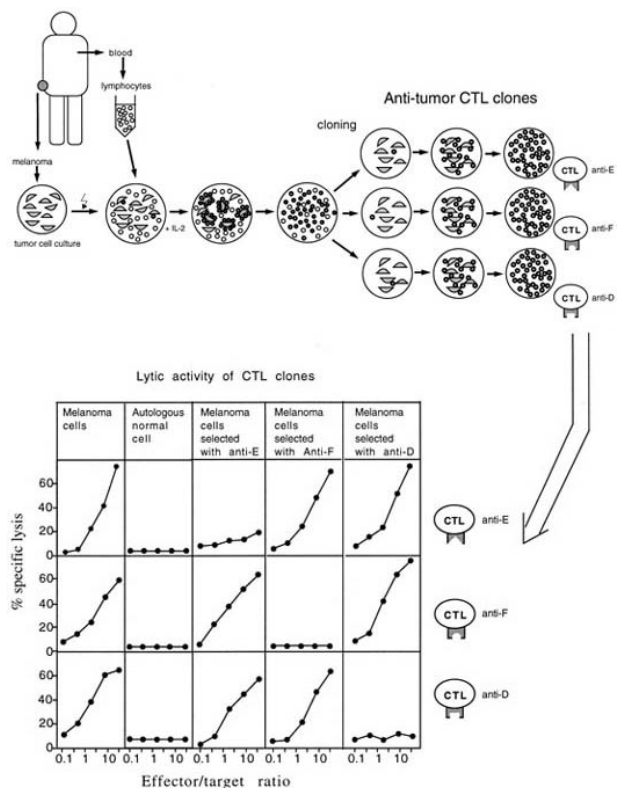 blood
lymphocytes
melanoma
tumor cell culture
+ IL-2
Anti-tumor CTL clones
cloning
CTL anti-E
CTL anti-F
CTL anti-D
Lytic activity of CTL clones
Melanoma cells
Autologous normal cell
Melanoma cells selected with anti-E
Melanoma cells selected with Anti-F
Melanoma cells selected with anti-D
% specific lysis
60
40
20
0
CTL anti-E
60
40
20
0
CTL anti-F
60
40
20
0
CTL anti-D
0.1 1 10 0.1 1 10 0.1 1 10 0.1 1 10 0.1 1 10
Effector/target ratio